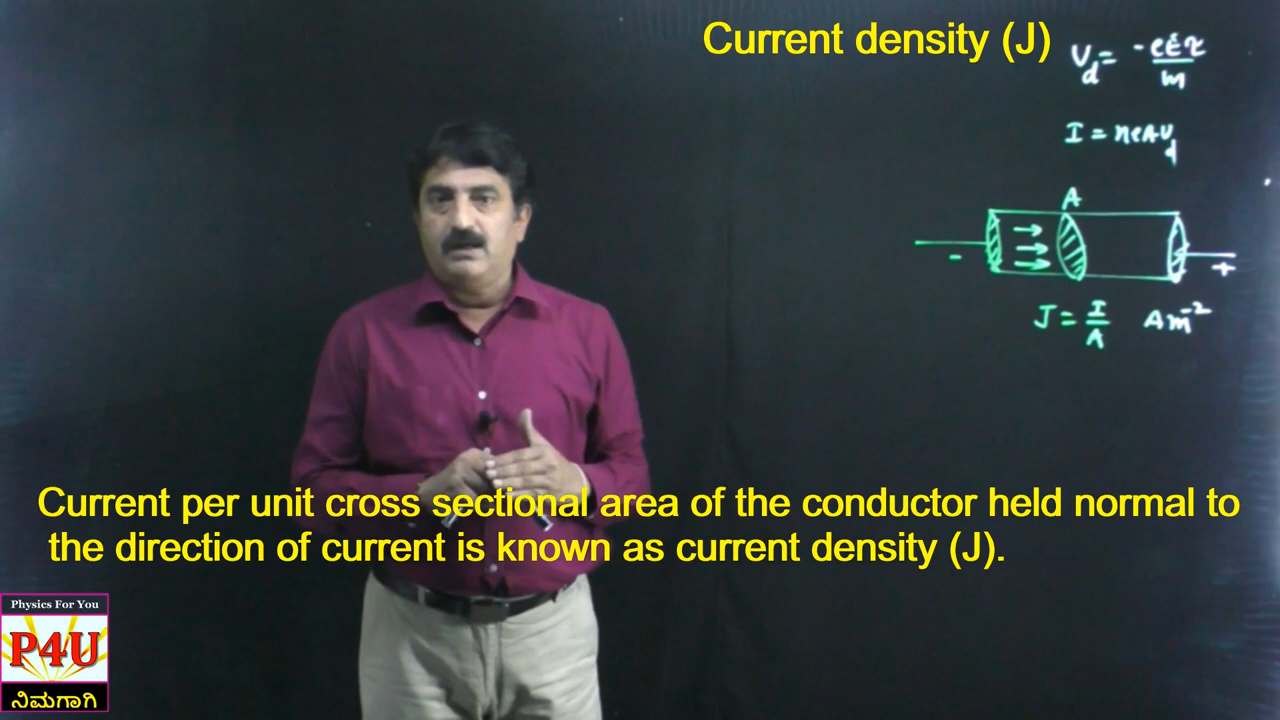 Current density (J)
V_d = -eEτ/m
I = neAv_d
A
-
+
J = I/A Am⁻²
Current per unit cross sectional area of the conductor held normal to
the direction of current is known as current density (J).
Physics For You
P4U
ನಿಮಗಾಗಿ